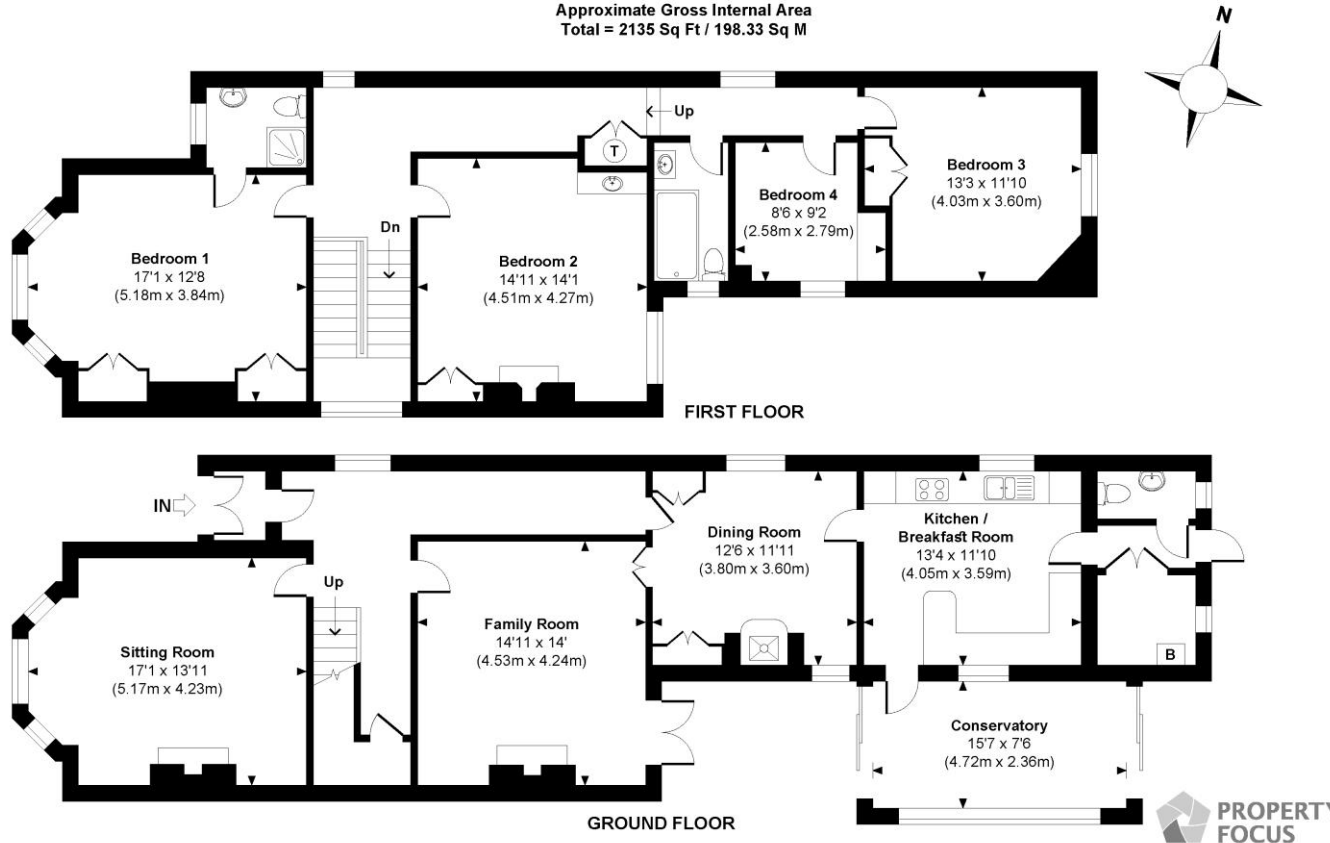 Approximate Gross Internal Area
Total = 2135 Sq Ft / 198.33 Sq M
N
Up
T
Bedroom 3
13'3 x 11'10
(4.03m x 3.60m)
Bedroom 4
8'6 x 9'2
(2.58m x 2.79m)
Dn
Bedroom 1
17'1 x 12'8
(5.18m x 3.84m)
Bedroom 2
14'11 x 14'1
(4.51m x 4.27m)
FIRST FLOOR
IN
Kitchen /
Breakfast Room
13'4 x 11'10
(4.05m x 3.59m)
Dining Room
12'6 x 11'11
(3.80m x 3.60m)
Up
Family Room
14'11 x 14'
(4.53m x 4.24m)
Sitting Room
17'1 x 13'11
(5.17m x 4.23m)
B
Conservatory
15'7 x 7'6
(4.72m x 2.36m)
GROUND FLOOR
PROPERTY
FOCUS